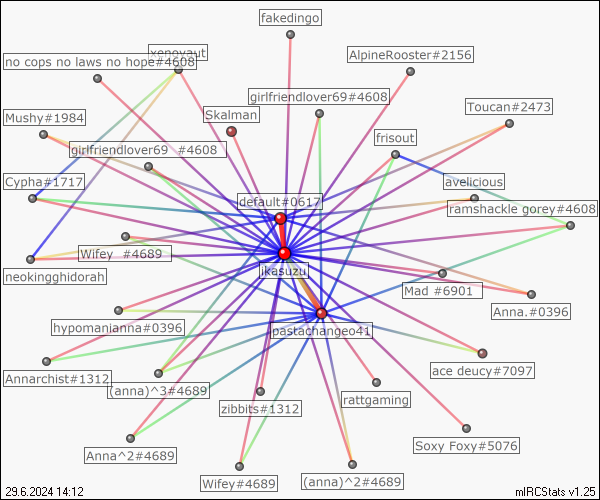 fakedingo
xenoyaut
no cops no laws no hope#4608
AlpineRooster#2156
girlfriendlover69#4608
Toucan#2473
Mushy#1984
Skalman
frisout
girlfriendlover69 #4608
Cypha#1717
avelicious
default#0617
ramshackle gorey#4608
Wifey #4689
neokingghidorah
ikasuzu
Mad #6901
Anna.#0396
hypomanianna#0396
pastachangeo41
Annarchist#1312
(anna)^3#4689
ace deucy#7097
rattgaming
zibbits#1312
Soxy Foxy#5076
Anna^2#4689
Wifey#4689
(anna)^2#4689
29.6.2024 14:12
mIRCStats v1.25